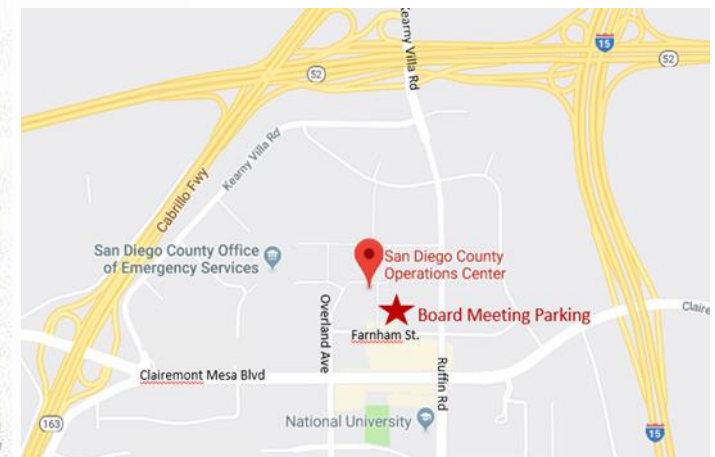 Kearny Villa Rd
15
52
52
Kearny Villa Rd
Cabrillo Fwy
San Diego County Office
of Emergency Services
San Diego County
Operations Center
Overland Ave
Board Meeting Parking
Farnham St.
Clairemont Mesa Blvd
Ruffin Rd
National University
163
15